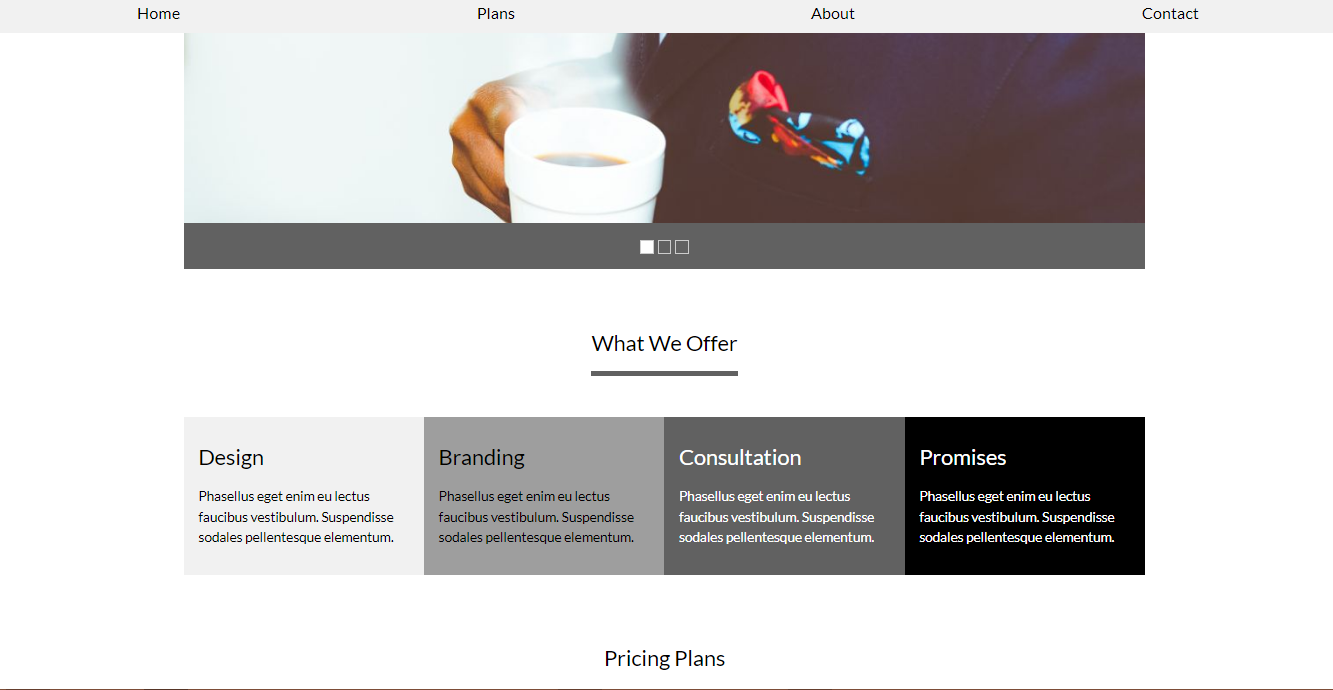 Home Plans About Contact
What We Offer
Design
Phasellus eget enim eu lectus
faucibus vestibulum. Suspendisse
sodales pellentesque elementum.
Branding
Phasellus eget enim eu lectus
faucibus vestibulum. Suspendisse
sodales pellentesque elementum.
Consultation
Phasellus eget enim eu lectus
faucibus vestibulum. Suspendisse
sodales pellentesque elementum.
Promises
Phasellus eget enim eu lectus
faucibus vestibulum. Suspendisse
sodales pellentesque elementum.
Pricing Plans